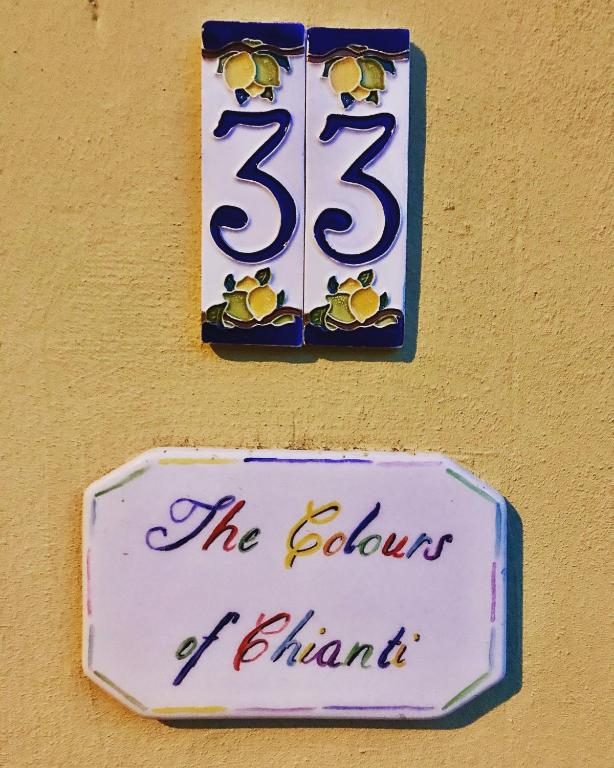 33
The Colours
of Chianti